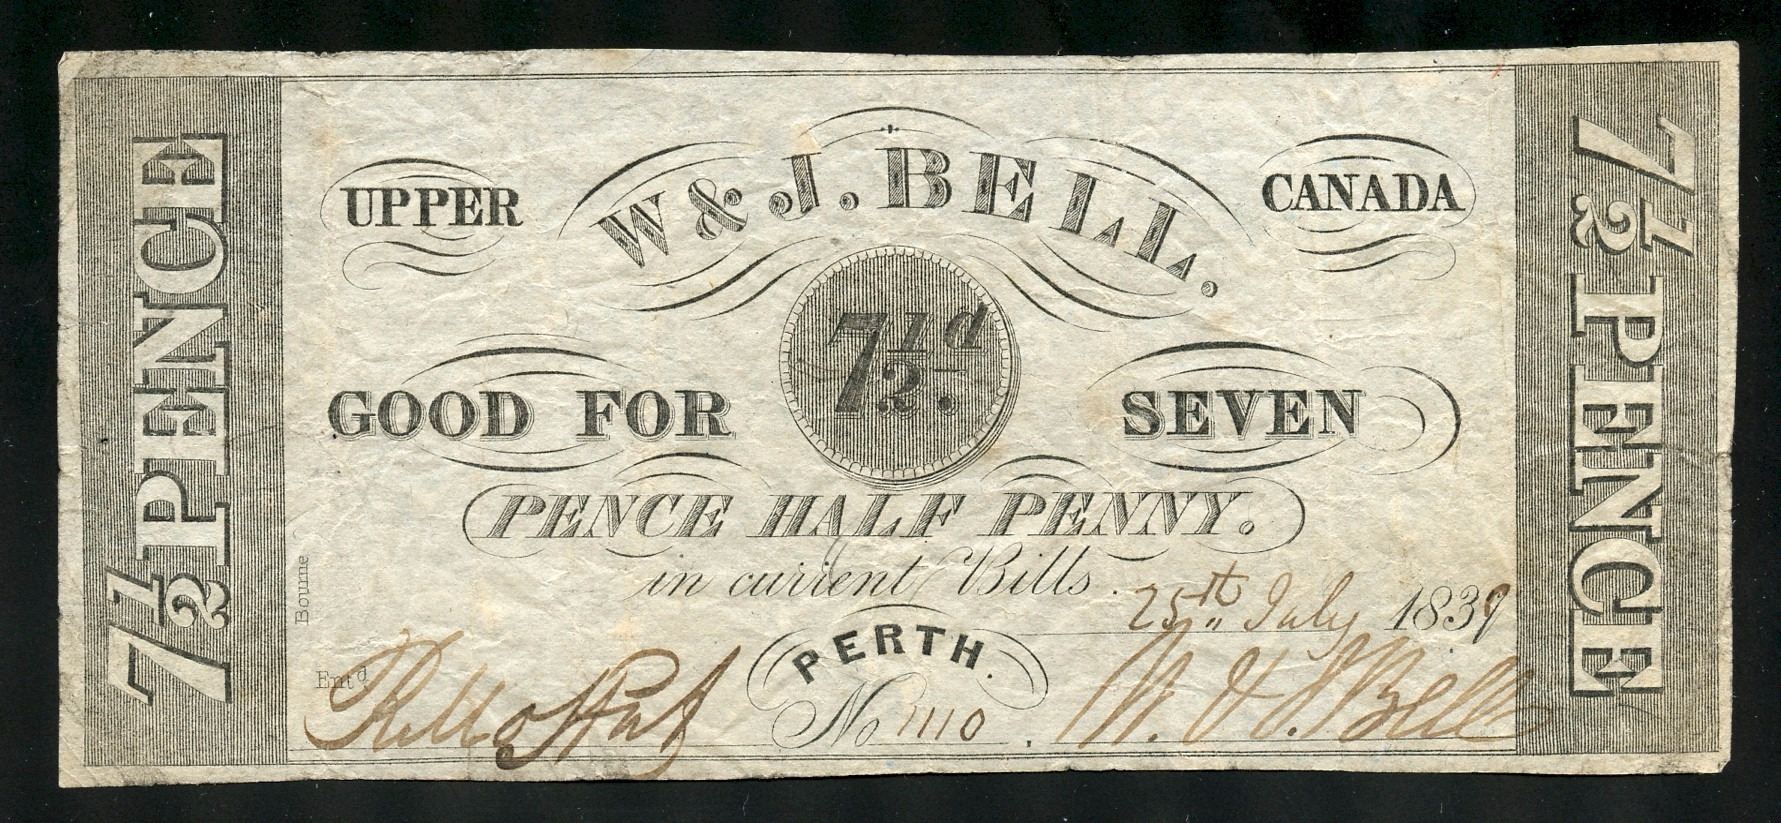 7½ PENCE
UPPER W & J. BELL. CANADA
7½d.
GOOD FOR SEVEN
PENCE HALF PENNY.
in current Bills.
25th July 1839
Bourne
PERTH.
Entd
No 1110. W. & J. Bell
7½ PENCE